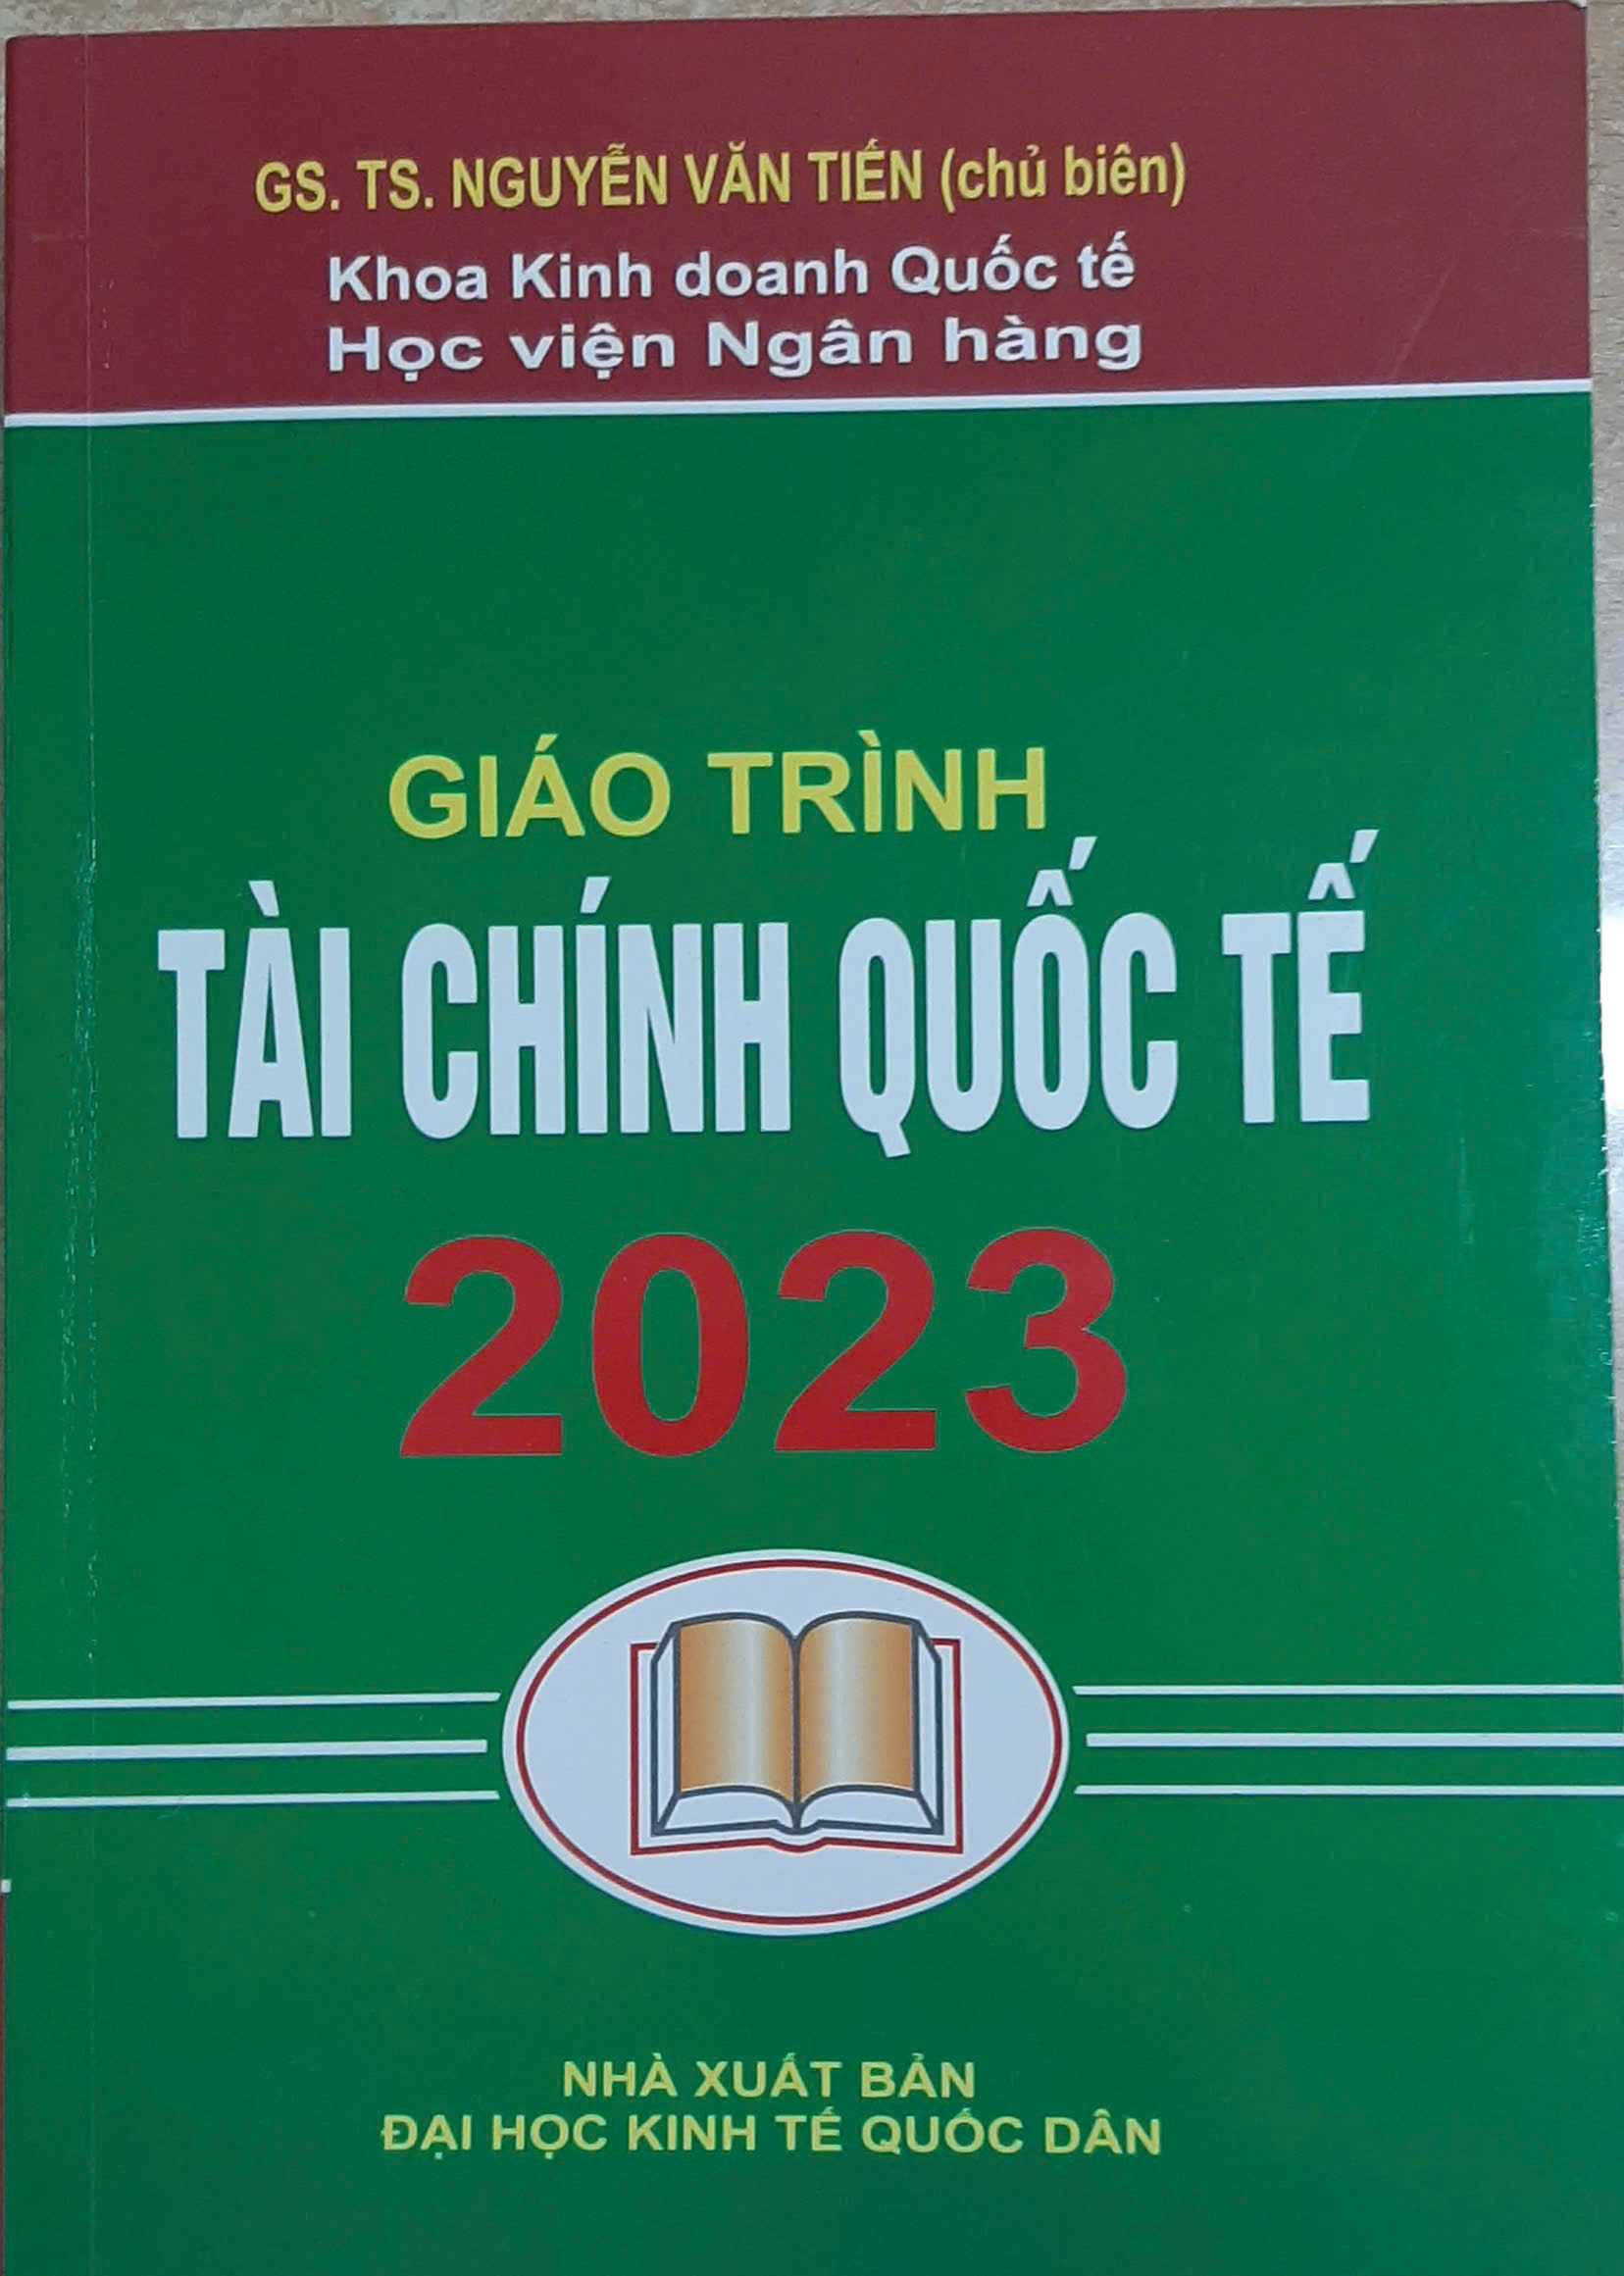 GS. TS. NGUYỄN VĂN TIẾN (chủ biên)
Khoa Kinh doanh Quốc tế
Học viện Ngân hàng
GIÁO TRÌNH
TÀI CHÍNH QUỐC TẾ
2023
NHÀ XUẤT BẢN
ĐẠI HỌC KINH TẾ QUỐC DÂN